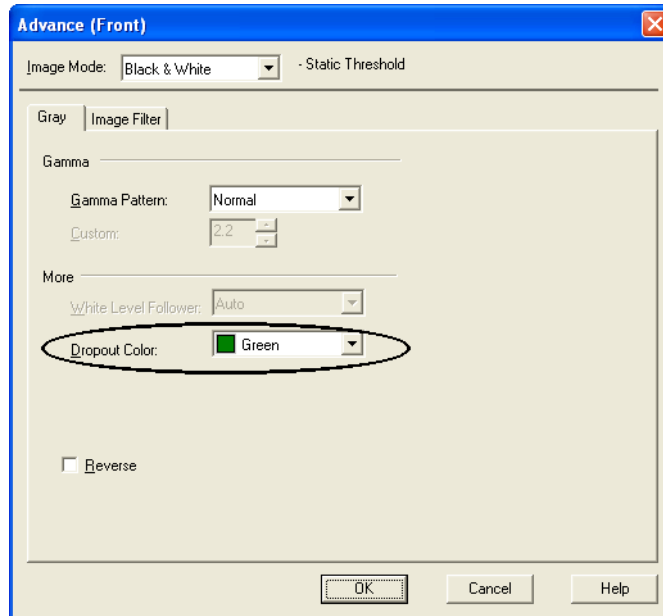 Advance (Front)
Image Mode: Black & White - Static Threshold
Gray Image Filter
Gamma
Gamma Pattern: Normal
Custom: 2.2
More
White Level Follower: Auto
Dropout Color: Green
Reverse
OK Cancel Help